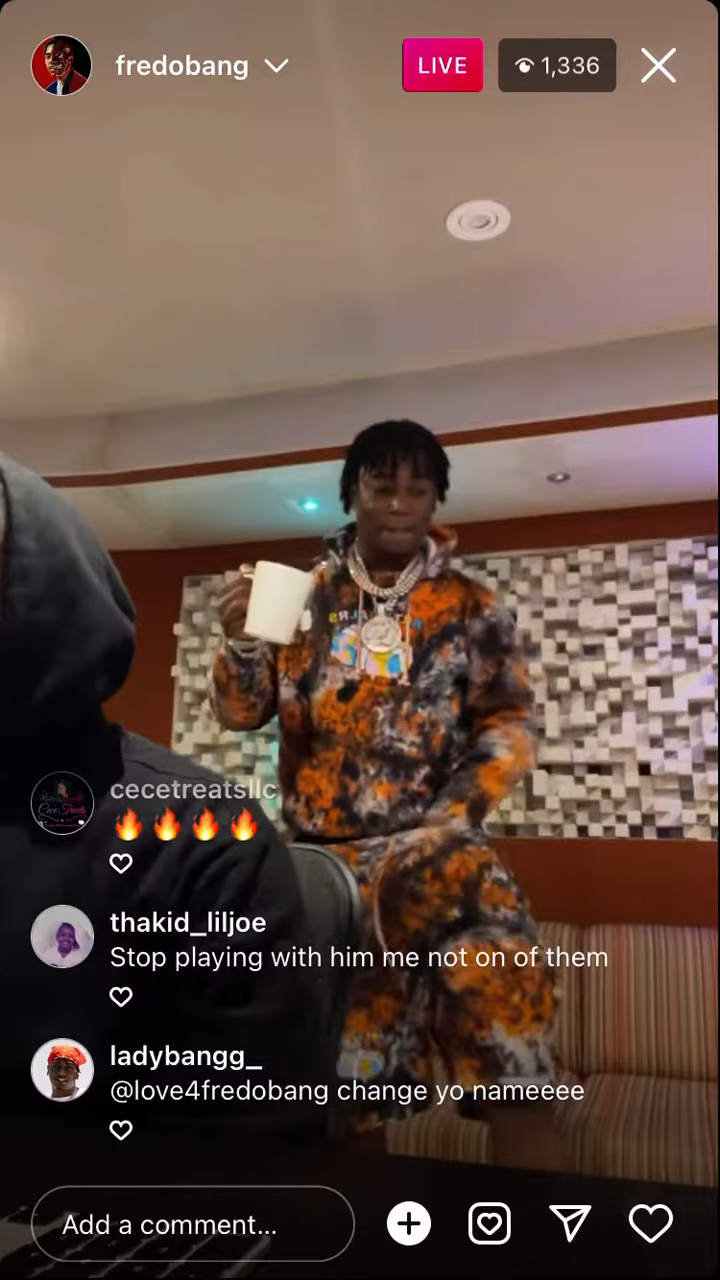 fredobang
LIVE
1,336
cecetreatsllc
🔥🔥🔥🔥
thakid_liljoe
Stop playing with him me not on of them
ladybangg_
@love4fredobang change yo nameeee
Add a comment...